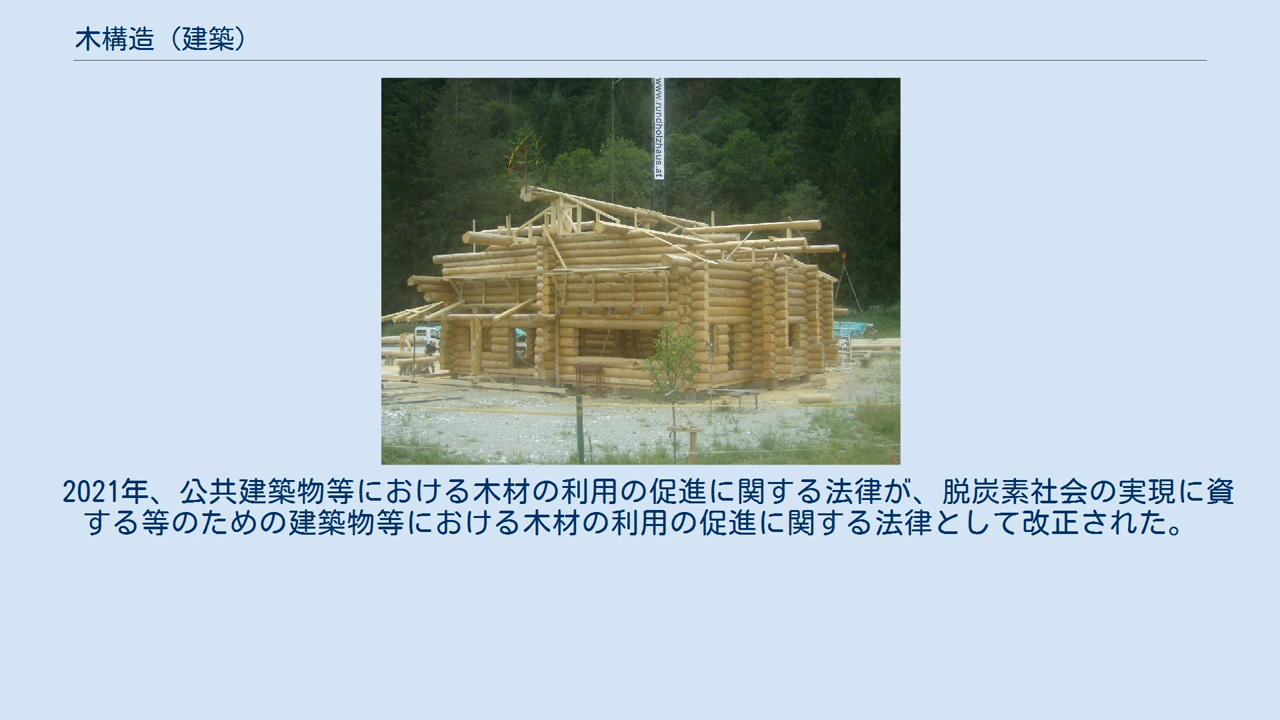 木構造（建築）
www.rundholzhaus.at
2021年、公共建築物等における木材の利用の促進に関する法律が、脱炭素社会の実現に資
する等のための建築物等における木材の利用の促進に関する法律として改正された。